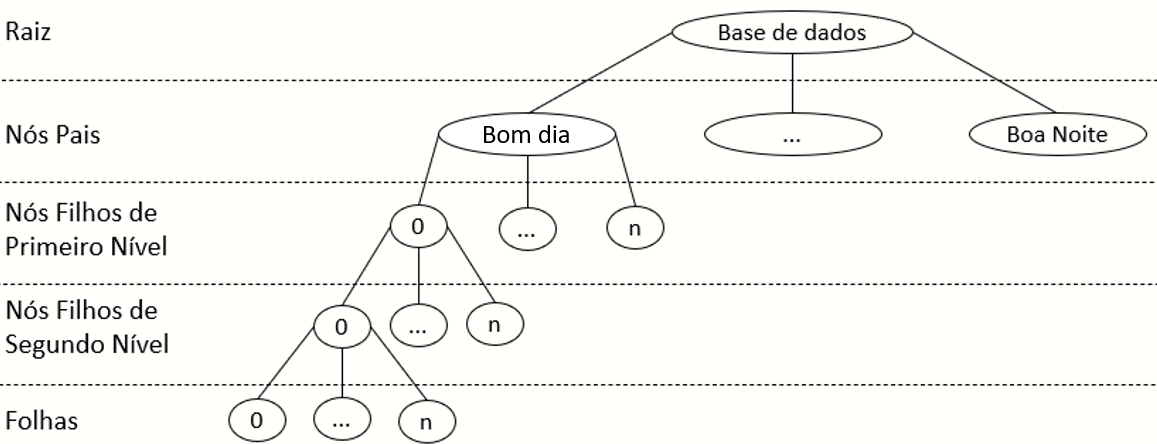 Raiz
Base de dados
Nós Pais
Bom dia
...
Boa Noite
Nós Filhos de
Primeiro Nível
0
...
n
Nós Filhos de
Segundo Nível
0
...
n
Folhas
0
...
n